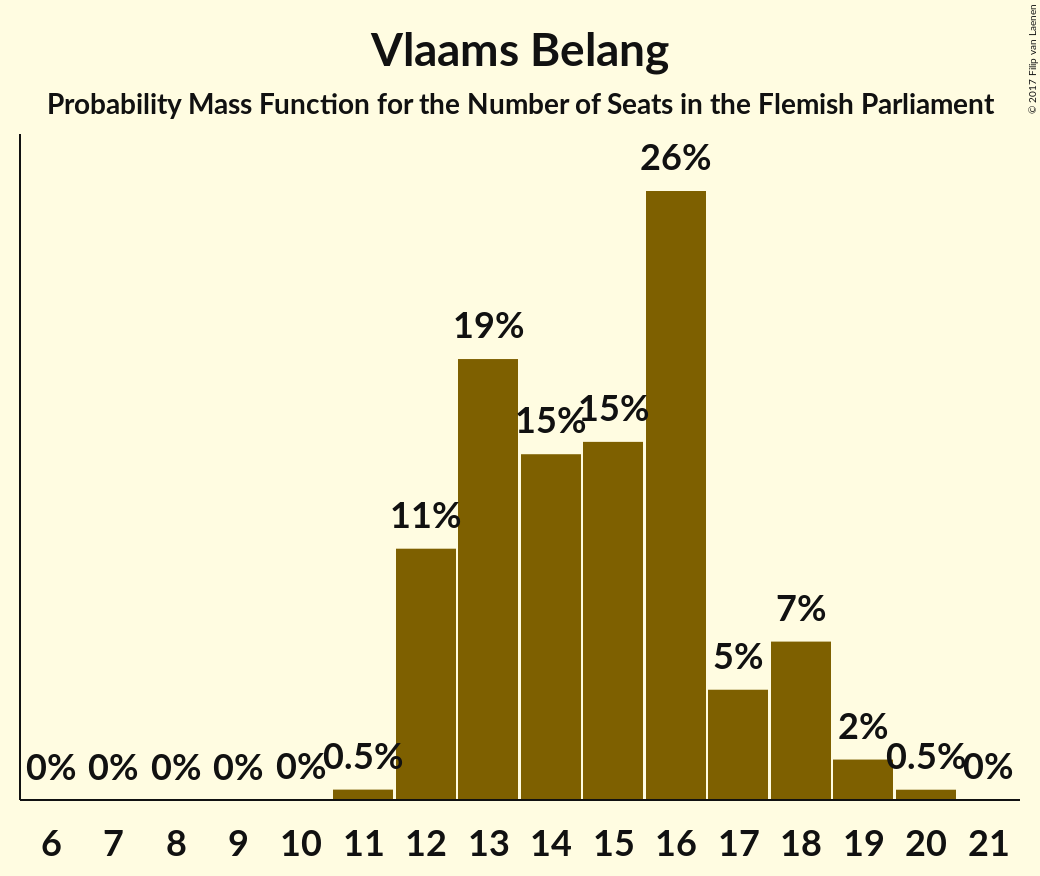 Vlaams Belang
Probability Mass Function for the Number of Seats in the Flemish Parliament
© 2017 Filip van Laenen
26%
19%
15%
15%
11%
7%
5%
2%
0.5%
0.5%
0% 0% 0% 0% 0% 0%
6 7 8 9 10 11 12 13 14 15 16 17 18 19 20 21